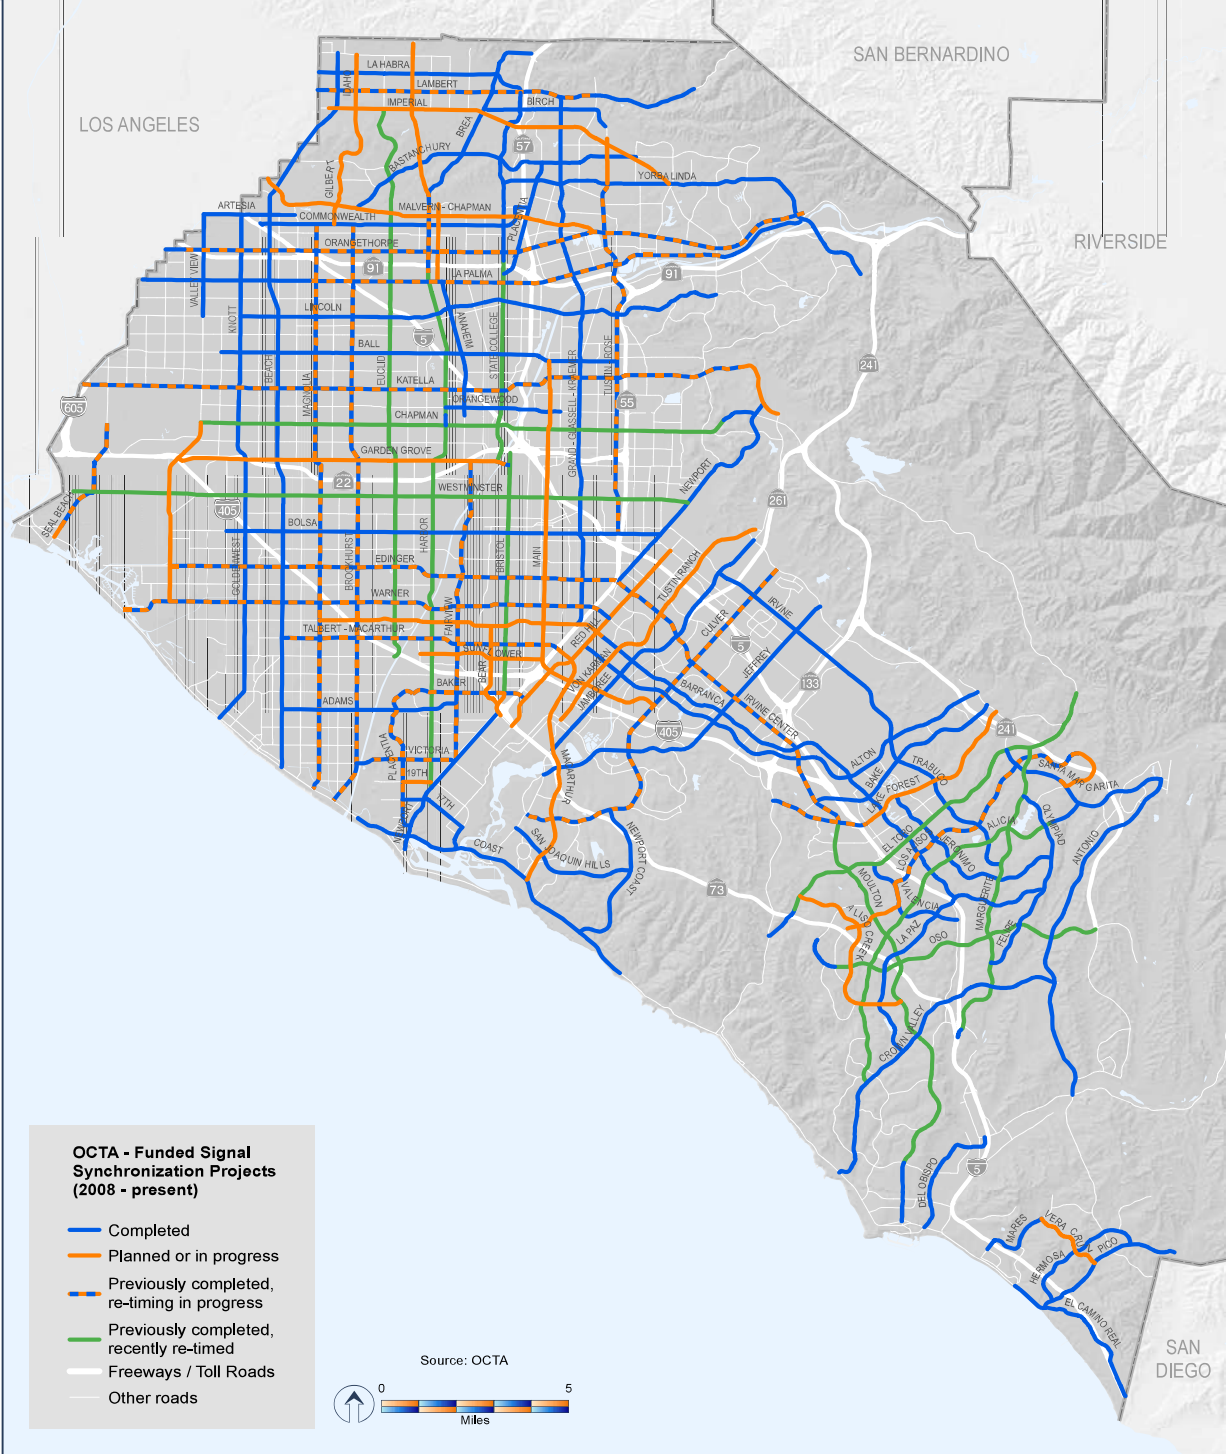 SAN BERNARDINO
LA HABRA
IDAHO
LAMBERT
IMPERIAL
BIRCH
LOS ANGELES
BREA
57
BASTANCHURY
GILBERT
YORBA LINDA
ARTESIA
MALVERN - CHAPMAN
COMMONWEALTH
PLACENTIA
ORANGETHORPE
RIVERSIDE
VALLEY VIEW
91
LA PALMA
91
LINCOLN
KNOTT
ANAHEIM
STATE COLLEGE
5
BALL
BEACH
EUCLID
GRAND - GLASSELL - KRAEMER
TUSTIN - ROSE
241
MAGNOLIA
KATELLA
605
ORANGEWOOD
55
CHAPMAN
GARDEN GROVE
22
NEWPORT
WESTMINSTER
261
SEAL BEACH
405
BOLSA
HARBOR
BRISTOL
MAIN
GOLDENWEST
BROOKHURST
EDINGER
TUSTIN RANCH
WARNER
IRVINE
FAIRVIEW
CULVER
TALBERT - MACARTHUR
RED HILL
5
SUNFLOWER
JEFFREY
VON KARMAN
BEAR
BAKER
JAMBOREE
BARRANCA
133
ADAMS
IRVINE CENTER
405
241
PLACENTIA
VICTORIA
ALTON
TRABUCO
SANTA MARGARITA
19TH
MACARTHUR
BAKE
LAKE FOREST
17TH
NEWPORT
OLYMPIAD
ALICIA
COAST
SAN JOAQUIN HILLS
NEWPORT COAST
EL TORO
LOS ALISOS
JERONIMO
ANTONIO
73
MOULTON
VALENCIA
MARGUERITE
ALISO CREEK
LA PAZ
OSO
FELIPE
CROWN VALLEY
OCTA - Funded Signal
Synchronization Projects
(2008 - present)
Completed
Planned or in progress
Previously completed,
re-timing in progress
Previously completed,
recently re-timed
Freeways / Toll Roads
Other roads
5
DEL OBISPO
MARES
VERA CRUZ
PICO
HERMOSA
EL CAMINO REAL
SAN
DIEGO
Source: OCTA
0
5
Miles